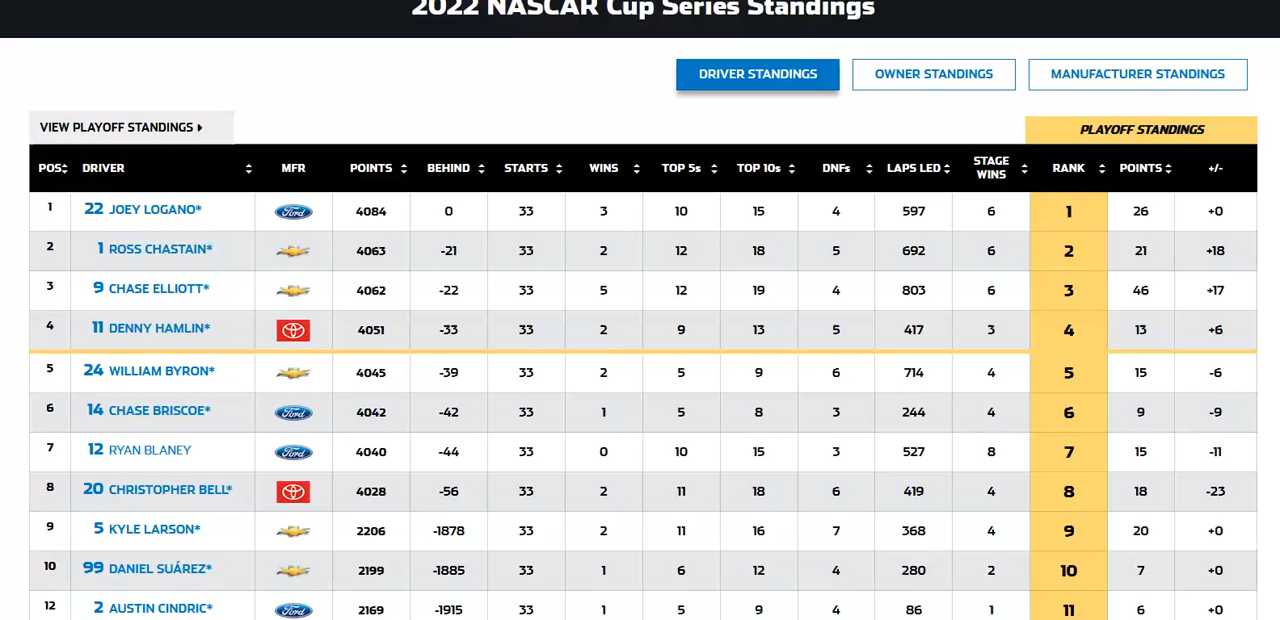 2022 NASCAR Cup Series Standings
DRIVER STANDINGS OWNER STANDINGS MANUFACTURER STANDINGS
VIEW PLAYOFF STANDINGS PLAYOFF STANDINGS
POS DRIVER MFR POINTS BEHIND STARTS WINS TOP 5s TOP 10s DNFs LAPS LED STAGE WINS RANK POINTS +/-
1 22 JOEY LOGANO* Ford 4084 0 33 3 10 15 4 597 6 1 26 +0
2 1 ROSS CHASTAIN* 4063 -21 33 2 12 18 5 692 6 2 21 +18
3 9 CHASE ELLIOTT* 4062 -22 33 5 12 19 4 803 6 3 46 +17
4 11 DENNY HAMLIN* 4051 -33 33 2 9 13 5 417 3 4 13 +6
5 24 WILLIAM BYRON* 4045 -39 33 2 5 9 6 714 4 5 15 -6
6 14 CHASE BRISCOE* Ford 4042 -42 33 1 5 8 3 244 4 6 9 -9
7 12 RYAN BLANEY Ford 4040 -44 33 0 10 15 3 527 8 7 15 -11
8 20 CHRISTOPHER BELL* 4028 -56 33 2 11 18 6 419 4 8 18 -23
9 5 KYLE LARSON* 2206 -1878 33 2 11 16 7 368 4 9 20 +0
10 99 DANIEL SUÁREZ* 2199 -1885 33 1 6 12 4 280 2 10 7 +0
12 2 AUSTIN CINDRIC* Ford 2169 -1915 33 1 5 9 4 86 1 11 6 +0